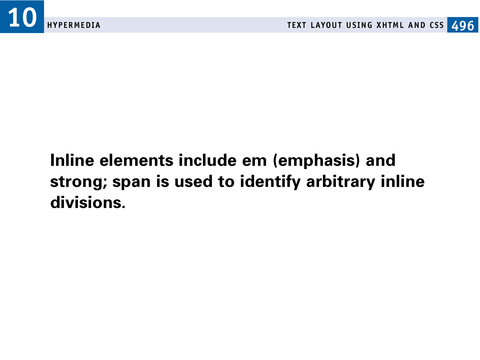 10 HYPERMEDIA TEXT LAYOUT USING XHTML AND CSS 496
Inline elements include em (emphasis) and
strong; span is used to identify arbitrary inline
divisions.